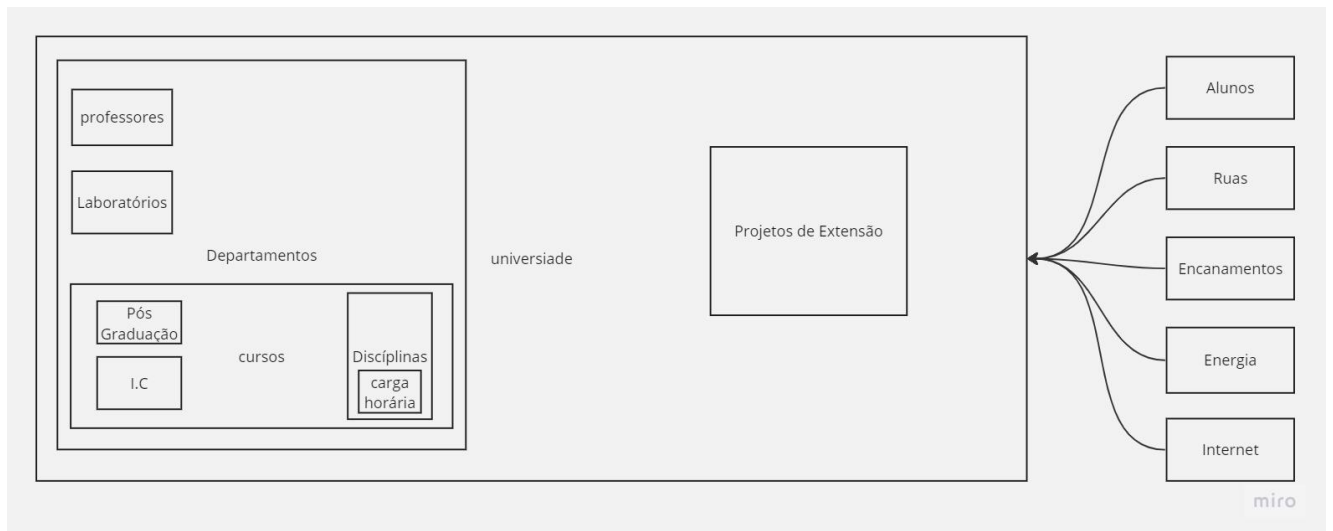 professores
Laboratórios
Departamentos
Pós
Graduação
I.C
cursos
Discíplinas
carga
horária
universiade
Projetos de Extensão
Alunos
Ruas
Encanamentos
Energia
Internet
miro